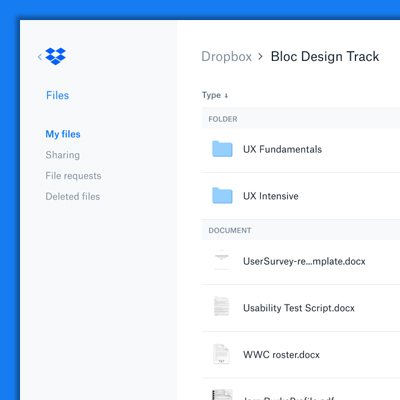 Files
My files
Sharing
File requests
Deleted files
Dropbox > Bloc Design Track
Type ↓
FOLDER
UX Fundamentals
UX Intensive
DOCUMENT
UserSurvey-re...mplate.docx
Usability Test Script.docx
WWC roster.docx